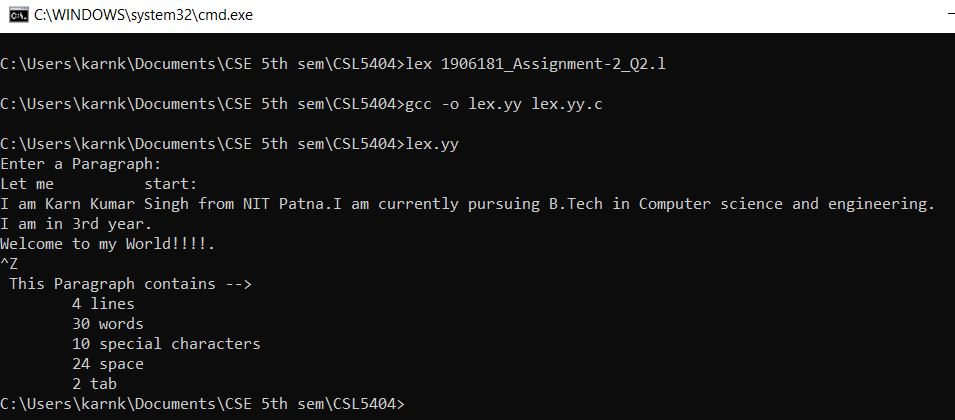 C:\WINDOWS\system32\cmd.exe
C:\Users\karnk\Documents\CSE 5th sem\CSL5404>lex 1906181_Assignment-2_Q2.l
C:\Users\karnk\Documents\CSE 5th sem\CSL5404>gcc -o lex.yy lex.yy.c
C:\Users\karnk\Documents\CSE 5th sem\CSL5404>lex.yy
Enter a Paragraph:
Let me          start:
I am Karn Kumar Singh from NIT Patna.I am currently pursuing B.Tech in Computer science and engineering.
I am in 3rd year.
Welcome to my World!!!!.
^Z
 This Paragraph contains -->
        4 lines
        30 words
        10 special characters
        24 space
        2 tab
C:\Users\karnk\Documents\CSE 5th sem\CSL5404>